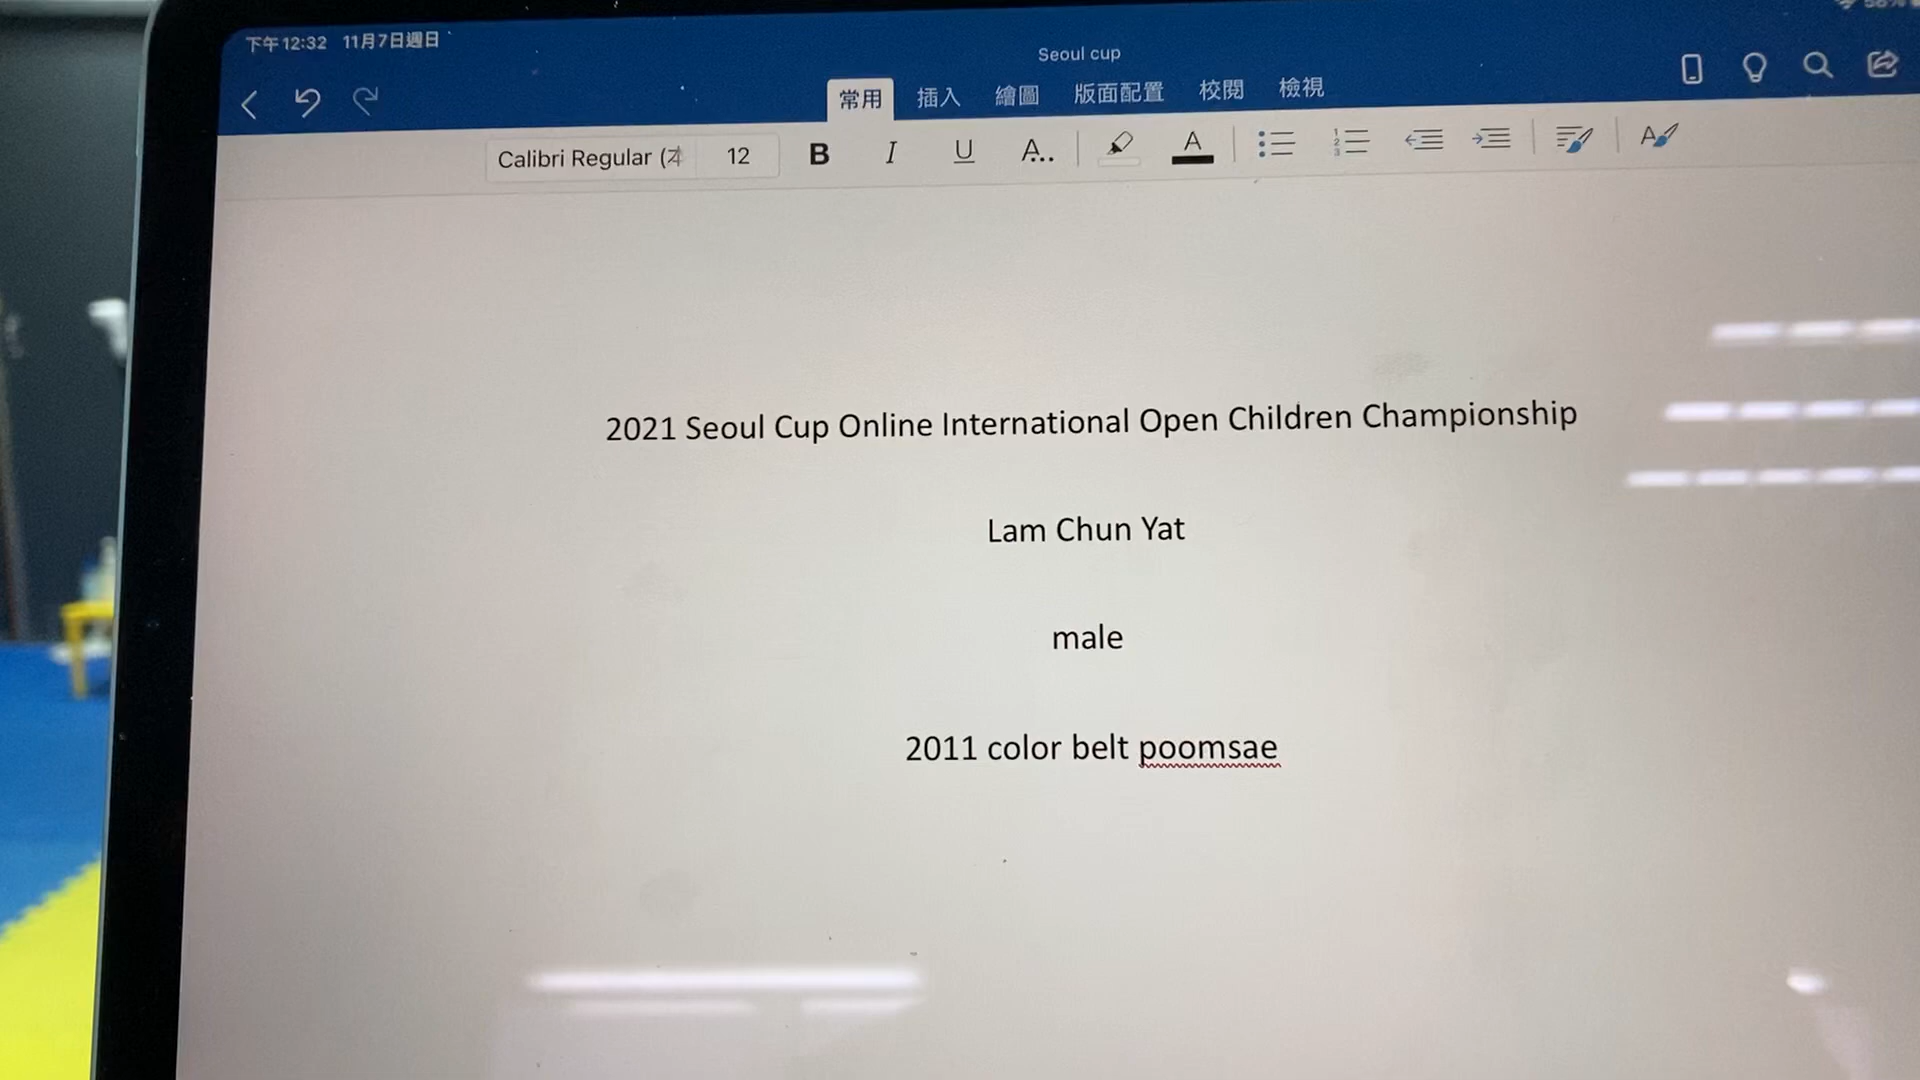 下午12:32 11月7日週日
Seoul cup
常用 插入 繪圖 版面配置 校閱 檢視
Calibri Regular 12 B I U A.. A
2021 Seoul Cup Online International Open Children Championship
Lam Chun Yat
male
2011 color belt poomsae